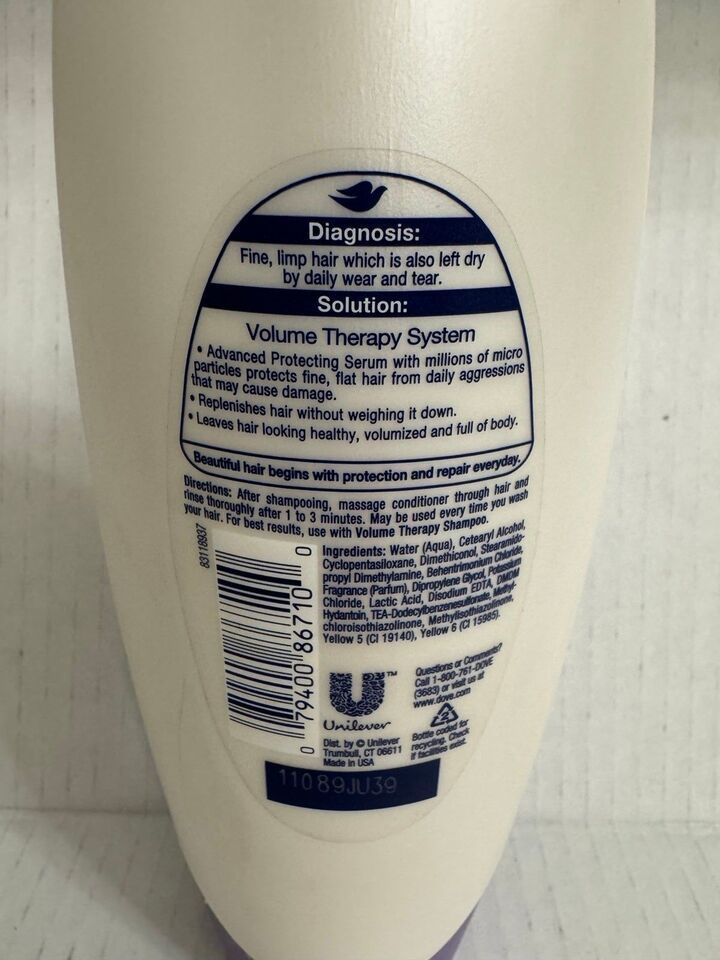 Diagnosis:
Fine, limp hair which is also left dry
by daily wear and tear.
Solution:
Volume Therapy System
• Advanced Protecting Serum with millions of micro
particles protects fine, flat hair from daily aggressions
that may cause damage.
• Replenishes hair without weighing it down.
• Leaves hair looking healthy, volumized and full of body.
Beautiful hair begins with protection and repair everyday.
Directions: After shampooing, massage conditioner through hair and
rinse thoroughly after 1 to 3 minutes. May be used every time you wash
your hair. For best results, use with Volume Therapy Shampoo.
83118937
0 79400 86710 0
Ingredients: Water (Aqua), Cetearyl Alcohol,
Cyclopentasiloxane, Dimethiconol, Stearamido-
propyl Dimethylamine, Behentrimonium Chloride,
Fragrance (Parfum), Dipropylene Glycol, Potassium
Chloride, Lactic Acid, Disodium EDTA, DMDM
Hydantoin, TEA-Dodecylbenzenesulfonate, Methyl-
chloroisothiazolinone, Methylisothiazolinone,
Yellow 5 (CI 19140), Yellow 6 (CI 15985).
TM
Unilever
Dist. by © Unilever
Trumbull, CT 06611
Made in USA
Questions or Comments?
Call 1-800-761-DOVE
(3683) or visit us at
www.dove.com
2
Bottle coded for
recycling. Check
if facilities exist.
11089JU39